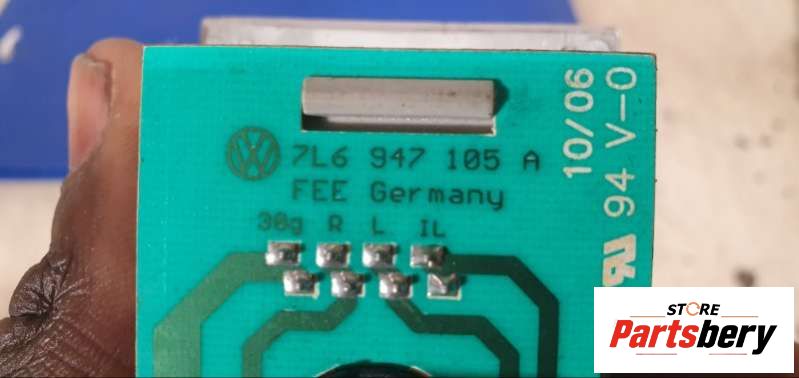 7L6 947 105 A
FEE Germany
30g R L IL
10/06
94 V-0
STORE
Partsbery